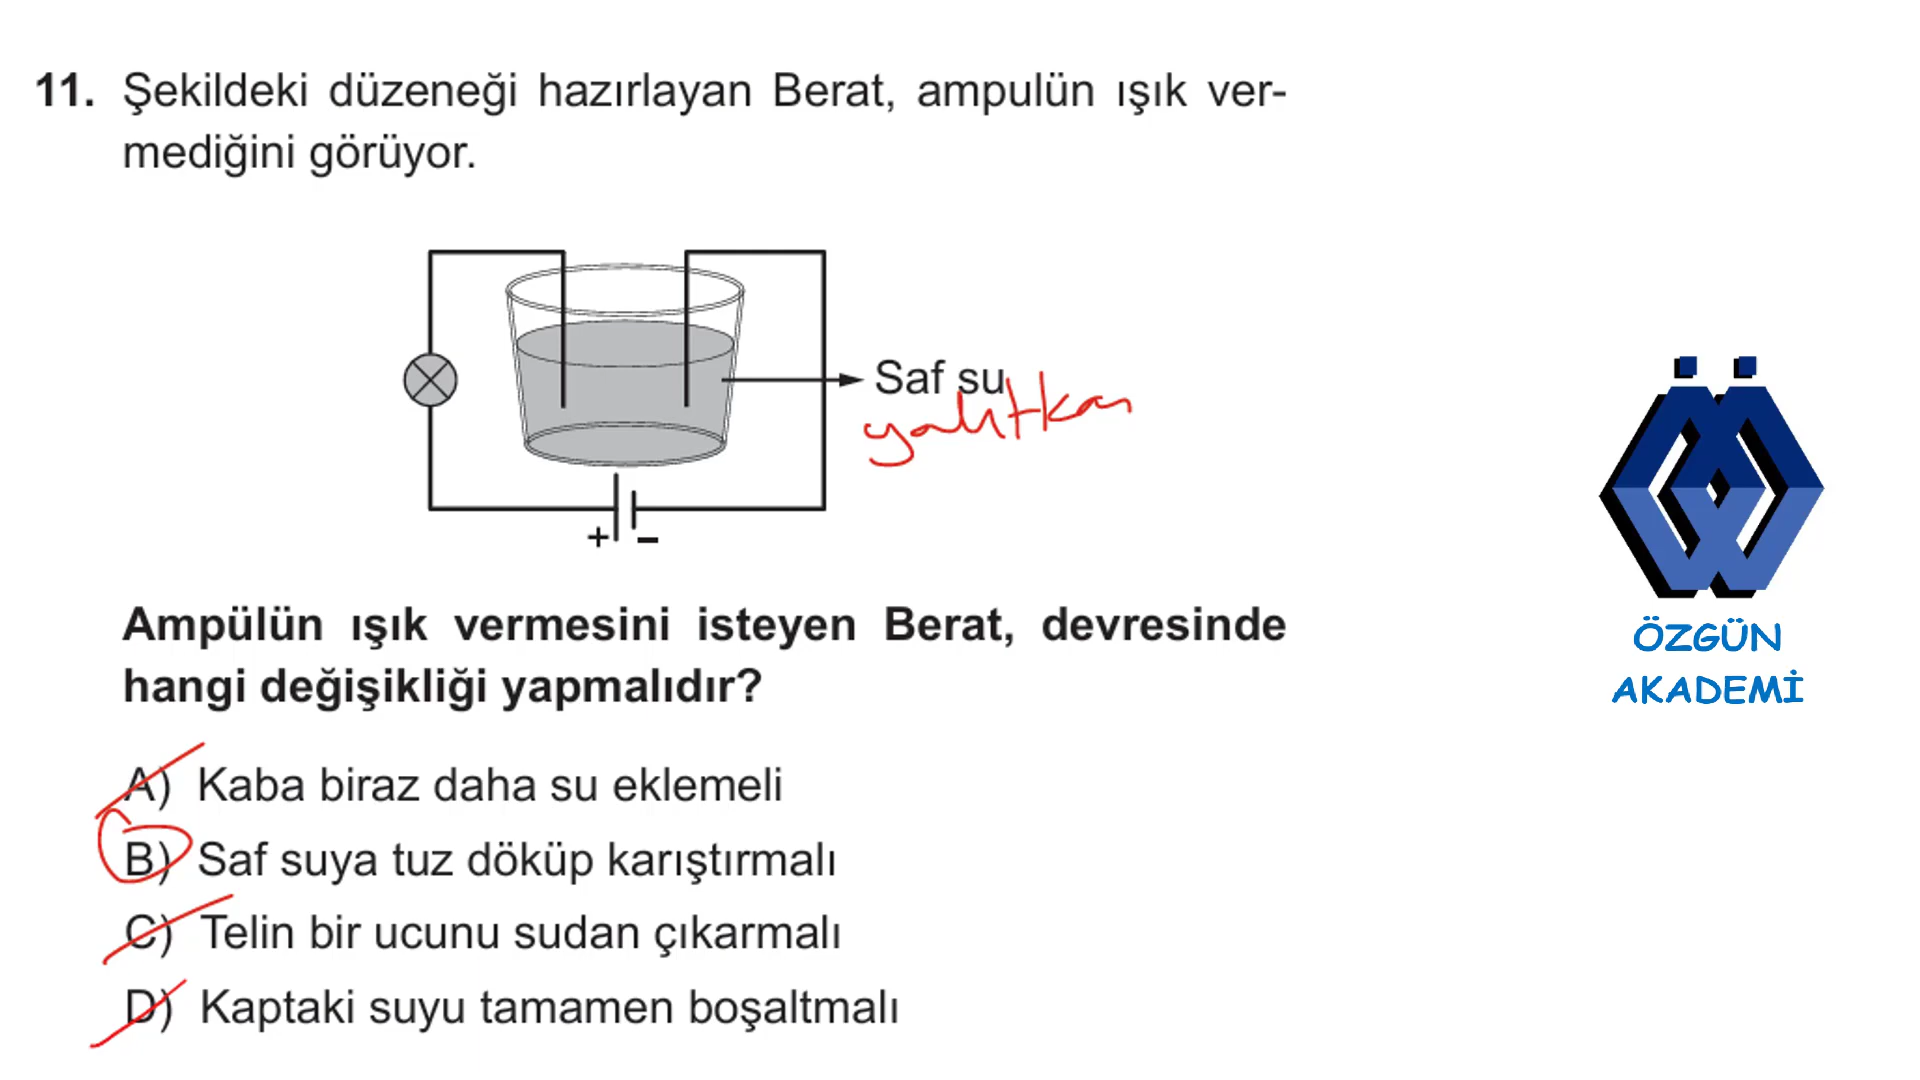 11. Şekildeki düzeneği hazırlayan Berat, ampulün ışık ver-
mediğini görüyor.
Saf su
yalıtkan
+ –
Ampülün ışık vermesini isteyen Berat, devresinde
hangi değişikliği yapmalıdır?
A) Kaba biraz daha su eklemeli
B) Saf suya tuz döküp karıştırmalı
C) Telin bir ucunu sudan çıkarmalı
D) Kaptaki suyu tamamen boşaltmalı
ÖZGÜN
AKADEMİ